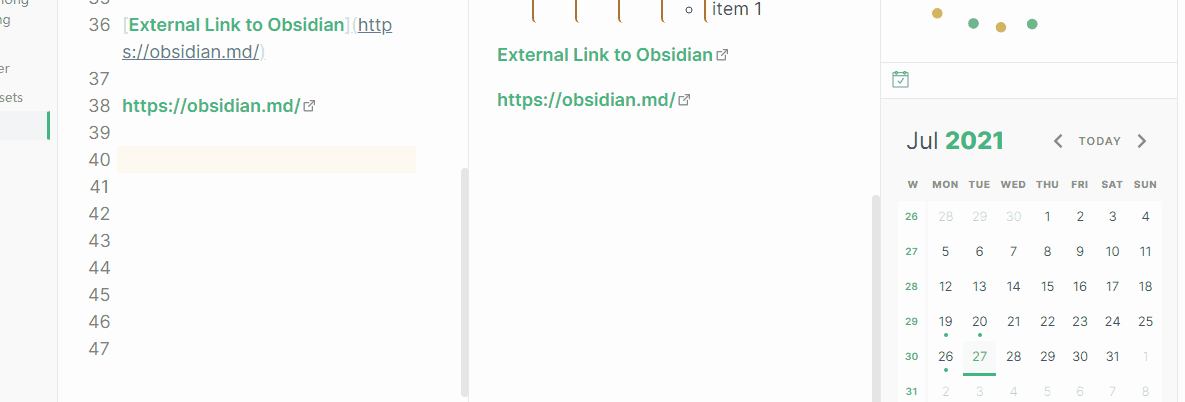 ong
ng
er
sets
36 [External Link to Obsidian](http
s://obsidian.md/)
37
38 https://obsidian.md/
39
40
41
42
43
44
45
46
47
item 1
External Link to Obsidian
https://obsidian.md/
Jul 2021 TODAY
W MON TUE WED THU FRI SAT SUN
26 28 29 30 1 2 3 4
27 5 6 7 8 9 10 11
28 12 13 14 15 16 17 18
29 19 20 21 22 23 24 25
30 26 27 28 29 30 31 1
31 2 3 4 5 6 7 8